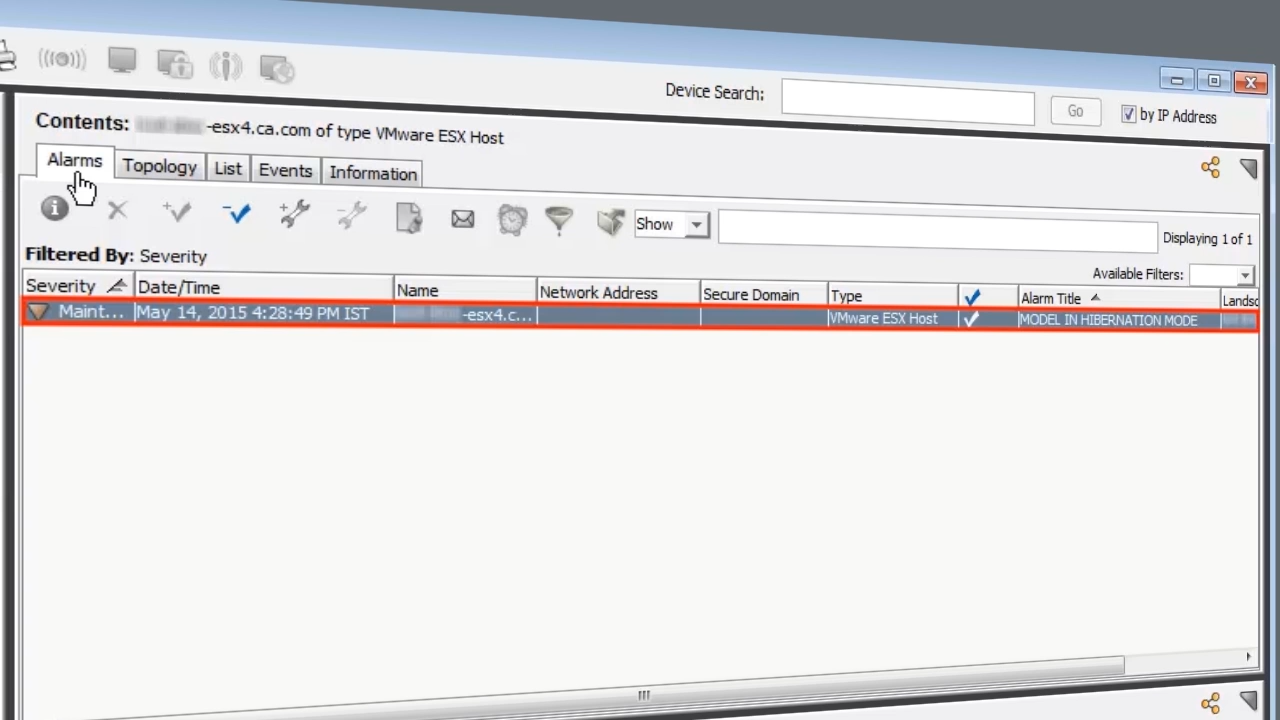 Device Search:
Go
by IP Address
Contents: -esx4.ca.com of type VMware ESX Host
Alarms Topology List Events Information
Show
Displaying 1 of 1
Filtered By: Severity
Available Filters:
Severity Date/Time Name Network Address Secure Domain Type Alarm Title Landsc
Maint... May 14, 2015 4:28:49 PM IST -esx4.c... VMware ESX Host MODEL IN HIBERNATION MODE